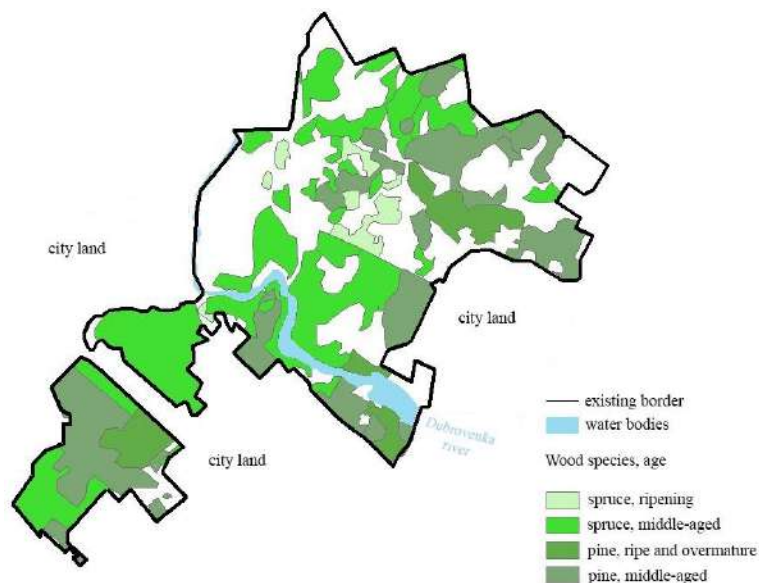 city land
city land
city land
Dubrovenka
river
existing border
water bodies
Wood species, age
spruce, ripening
spruce, middle-aged
pine, ripe and overmature
pine, middle-aged